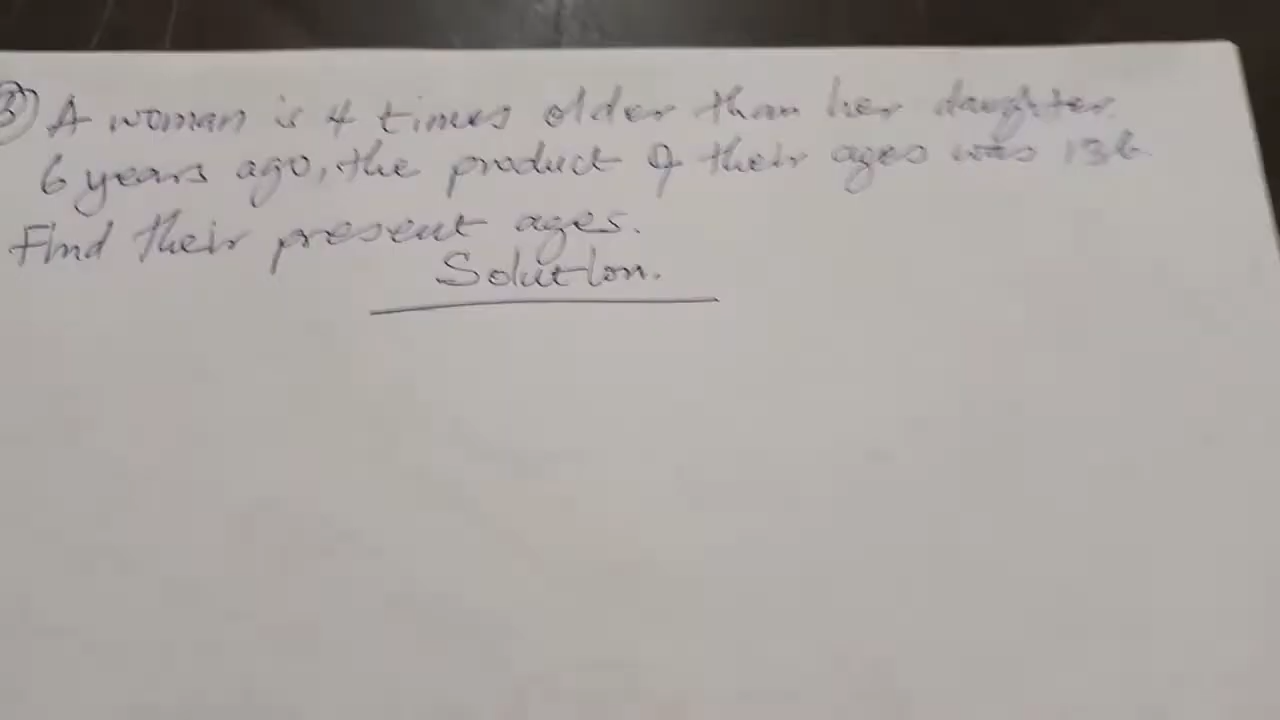 3) A woman is 4 times older than her daughter.
6 years ago, the product of their ages was 136
Find their present ages.
Solution.